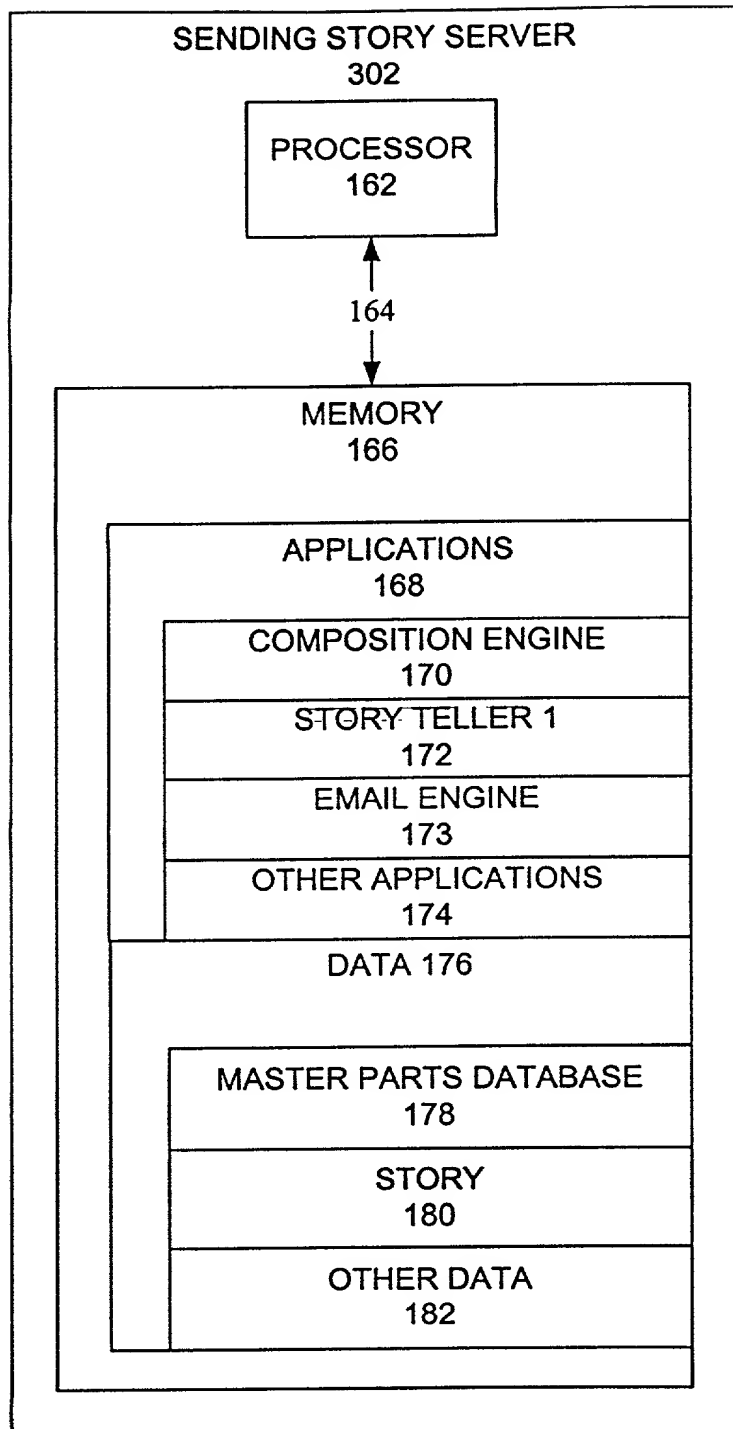 SENDING STORY SERVER
302
PROCESSOR
162
164
MEMORY
166
APPLICATIONS
168
COMPOSITION ENGINE
170
STORY TELLER 1
172
EMAIL ENGINE
173
OTHER APPLICATIONS
174
DATA 176
MASTER PARTS DATABASE
178
STORY
180
OTHER DATA
182